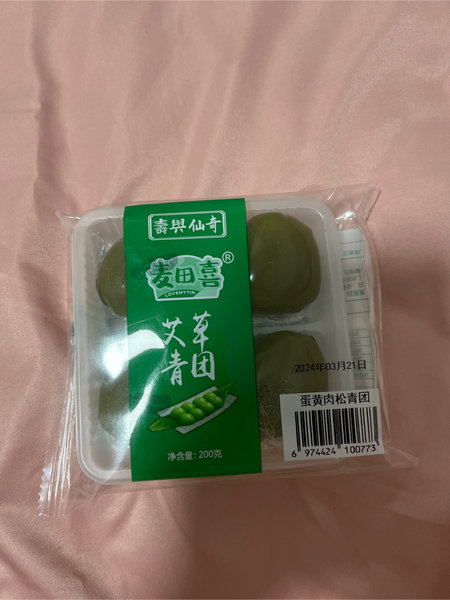 壽與仙奇
麦田喜®
LOVEMYTIN
艾草
青团
净含量：200克
2024年03月21日
蛋黄肉松青团
6 974424 100773